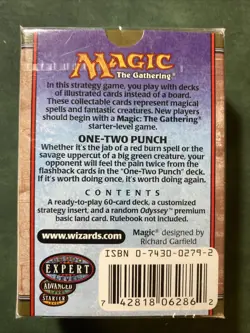 MAGIC
The Gathering®
In this strategy game, you play with decks
of illustrated cards instead of a board.
These collectable cards represent magical
spells and fantastic creatures. New players
should begin with a Magic: The Gathering®
starter-level game.
ONE-TWO PUNCH
Whether it's the jab of a red burn spell or the
savage uppercut of a big green creature, your
opponent will feel the pain twice from the
flashback cards in the "One-Two Punch" deck.
If it's worth doing once, it's worth doing again.
CONTENTS
A ready-to-play 60-card deck, a customized
strategy insert, and a random Odyssey™ premium
basic land card. Rulebook not included.
www.wizards.com
Magic® designed by
Richard Garfield
ISBN 0-7430-0279-2
EXPERT
LEVEL
ADVANCED
STARTER
7 42818 06286 2